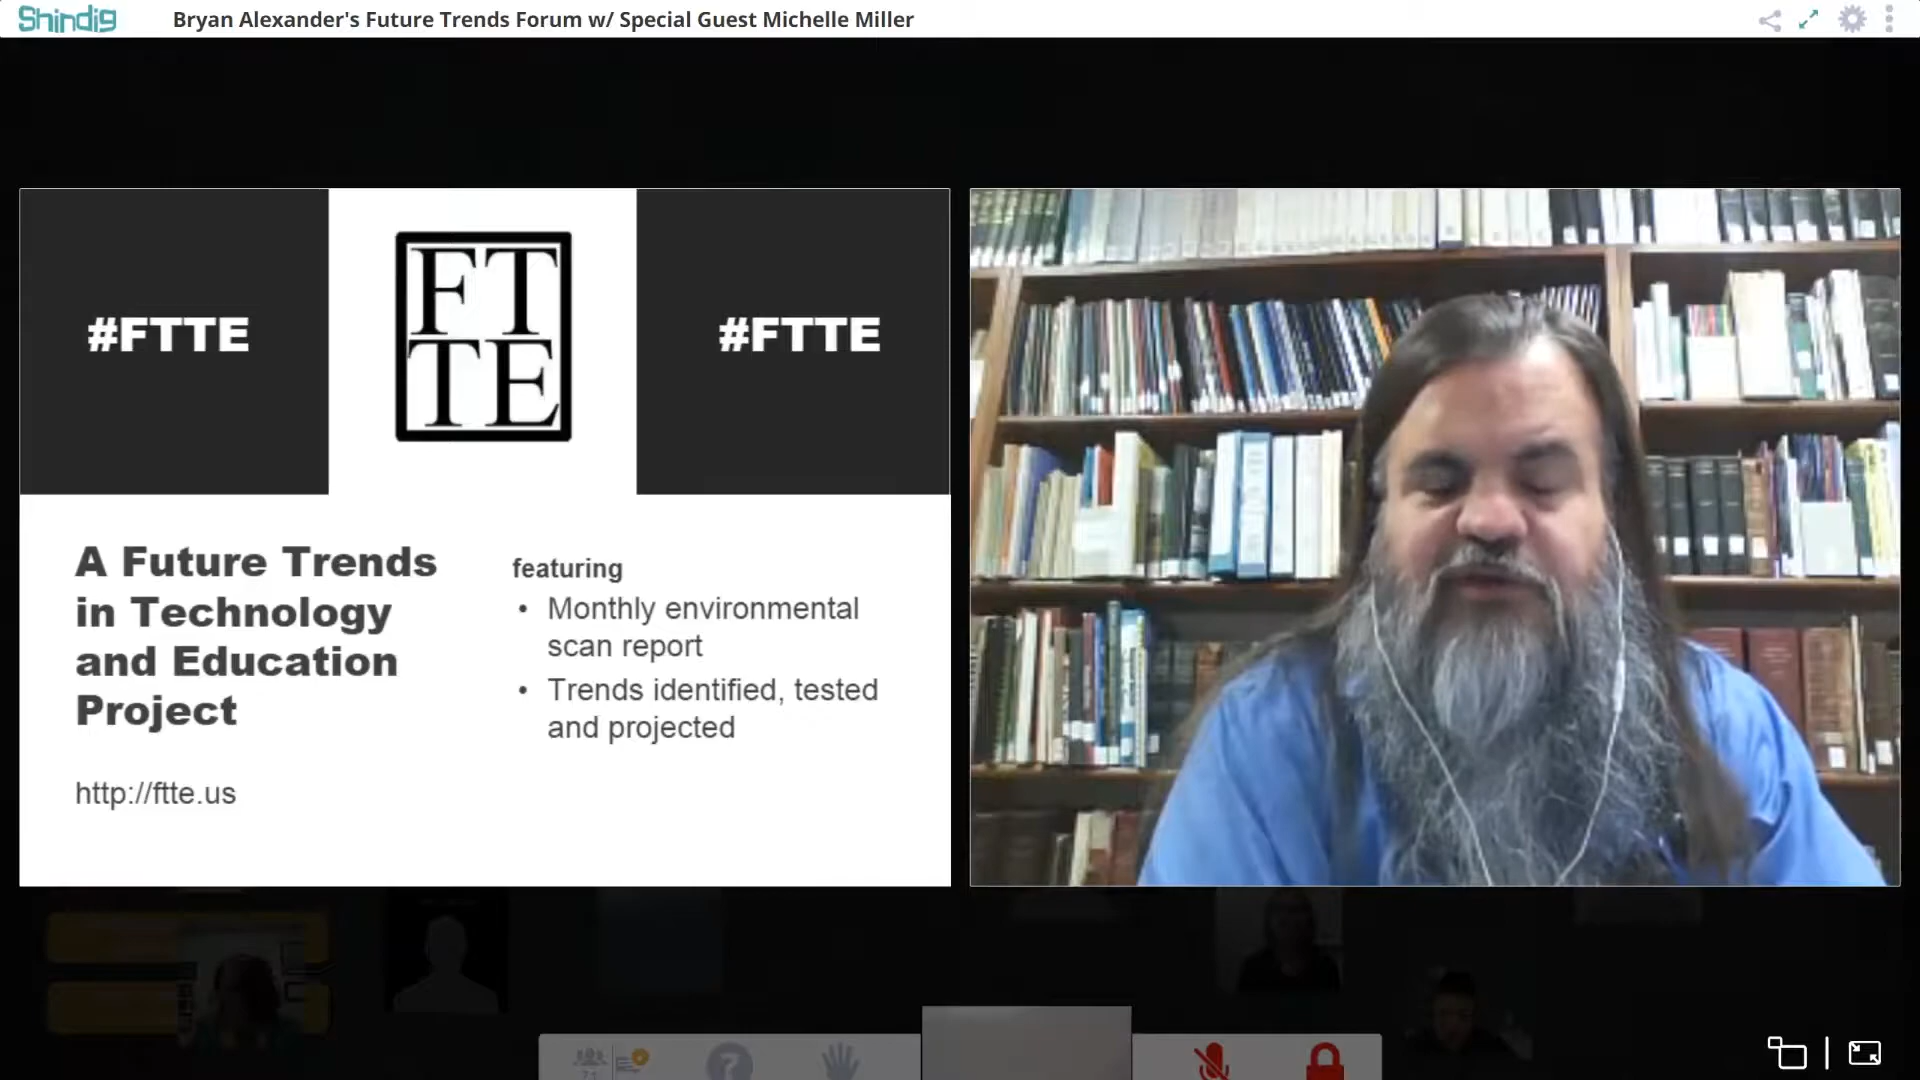 Shindig
Bryan Alexander's Future Trends Forum w/ Special Guest Michelle Miller
#FTTE
FT
TE
#FTTE
A Future Trends
in Technology
and Education
Project
http://ftte.us
featuring
• Monthly environmental
scan report
• Trends identified, tested
and projected
?